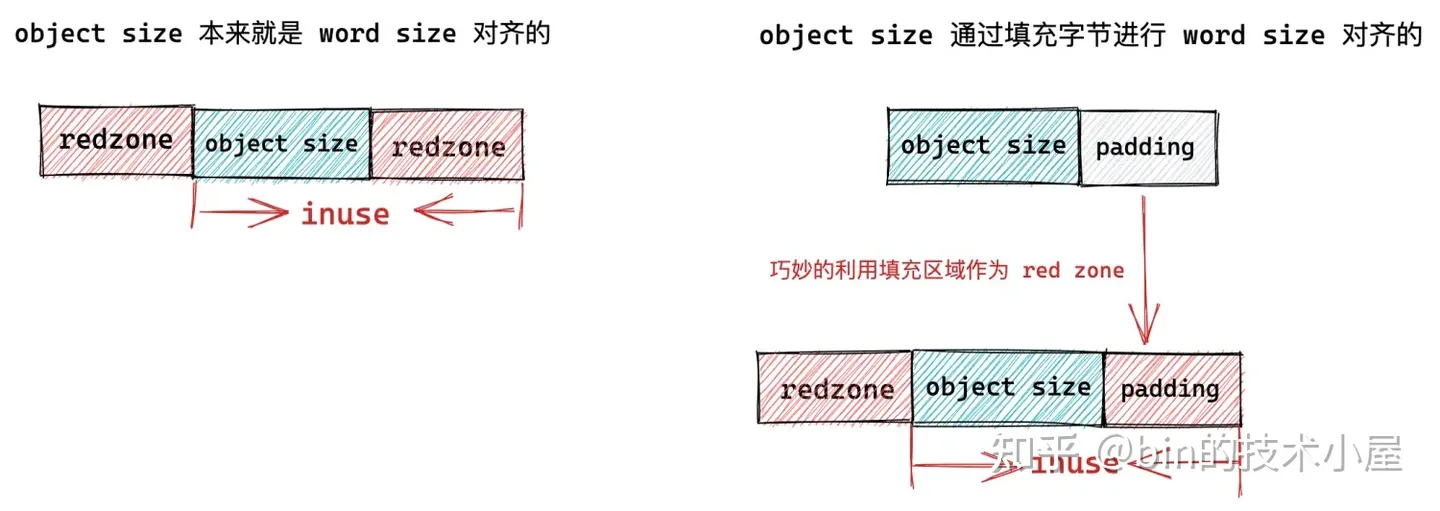 object size 本来就是 word size 对齐的
redzone
object size
redzone
inuse
object size 通过填充字节进行 word size 对齐的
object size
padding
巧妙的利用填充区域作为 red zone
redzone
object size
padding
inuse
知乎 @bin的技术小屋